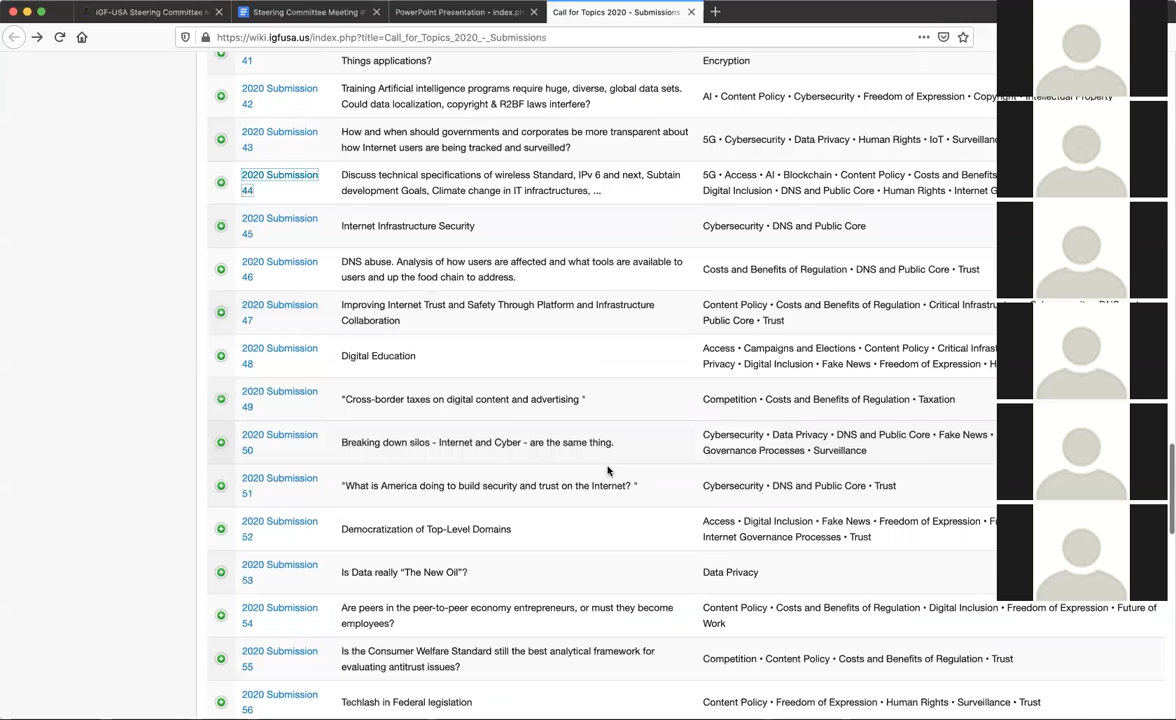 IGF-USA Steering Committee M
Steering Committee Meeting #
PowerPoint Presentation - index.ph
Call for Topics 2020 - Submissions
https://wiki.igfusa.us/index.php?title=Call_for_Topics_2020_-_Submissions
41 Things applications? Encryption
2020 Submission 
Training Artificial intelligence programs require huge, diverse, global data sets.
42
Could data localization, copyright & R2BF laws interfere?
AI • Content Policy • Cybersecurity • Freedom of Expression • Copyright • Intellectual Property
2020 Submission
43
How and when should governments and corporates be more transparent about
how Internet users are being tracked and surveilled?
5G • Cybersecurity • Data Privacy • Human Rights • IoT • Surveillanc
2020 Submission
44
Discuss technical specifications of wireless Standard, IPv 6 and next, Subtain
development Goals, Climate change in IT infractructures, ...
5G • Access • AI • Blockchain • Content Policy • Costs and Benefits
Digital Inclusion • DNS and Public Core • Human Rights • Internet G
2020 Submission
45
Internet Infrastructure Security
Cybersecurity • DNS and Public Core
2020 Submission
46
DNS abuse. Analysis of how users are affected and what tools are available to
users and up the food chain to address.
Costs and Benefits of Regulation • DNS and Public Core • Trust
2020 Submission
47
Improving Internet Trust and Safety Through Platform and Infrastructure
Collaboration
Content Policy • Costs and Benefits of Regulation • Critical Infrastru
Public Core • Trust
2020 Submission
48
Digital Education
Access • Campaigns and Elections • Content Policy • Critical Infrast
Privacy • Digital Inclusion • Fake News • Freedom of Expression • H
2020 Submission
49
"Cross-border taxes on digital content and advertising "
Competition • Costs and Benefits of Regulation • Taxation
2020 Submission
50
Breaking down silos - Internet and Cyber - are the same thing.
Cybersecurity • Data Privacy • DNS and Public Core • Fake News •
Governance Processes • Surveillance
2020 Submission
51
"What is America doing to build security and trust on the Internet? "
Cybersecurity • DNS and Public Core • Trust
2020 Submission
52
Democratization of Top-Level Domains
Access • Digital Inclusion • Fake News • Freedom of Expression • Fu
Internet Governance Processes • Trust
2020 Submission
53
Is Data really “The New Oil”?
Data Privacy
2020 Submission
54
Are peers in the peer-to-peer economy entrepreneurs, or must they become
employees?
Content Policy • Costs and Benefits of Regulation • Digital Inclusion • Freedom of Expression • Future of
Work
2020 Submission
55
Is the Consumer Welfare Standard still the best analytical framework for
evaluating antitrust issues?
Competition • Content Policy • Costs and Benefits of Regulation • Trust
2020 Submission
56
Techlash in Federal legislation
Content Policy • Freedom of Expression • Human Rights • Surveillance • Trust